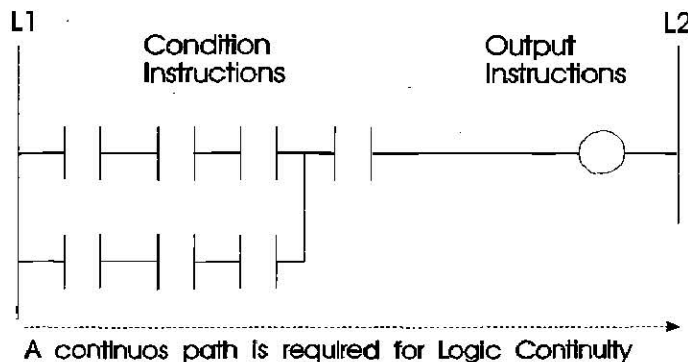 L1
Condition
Instructions
Output
Instructions
L2
A continuos path is required for Logic Continuity